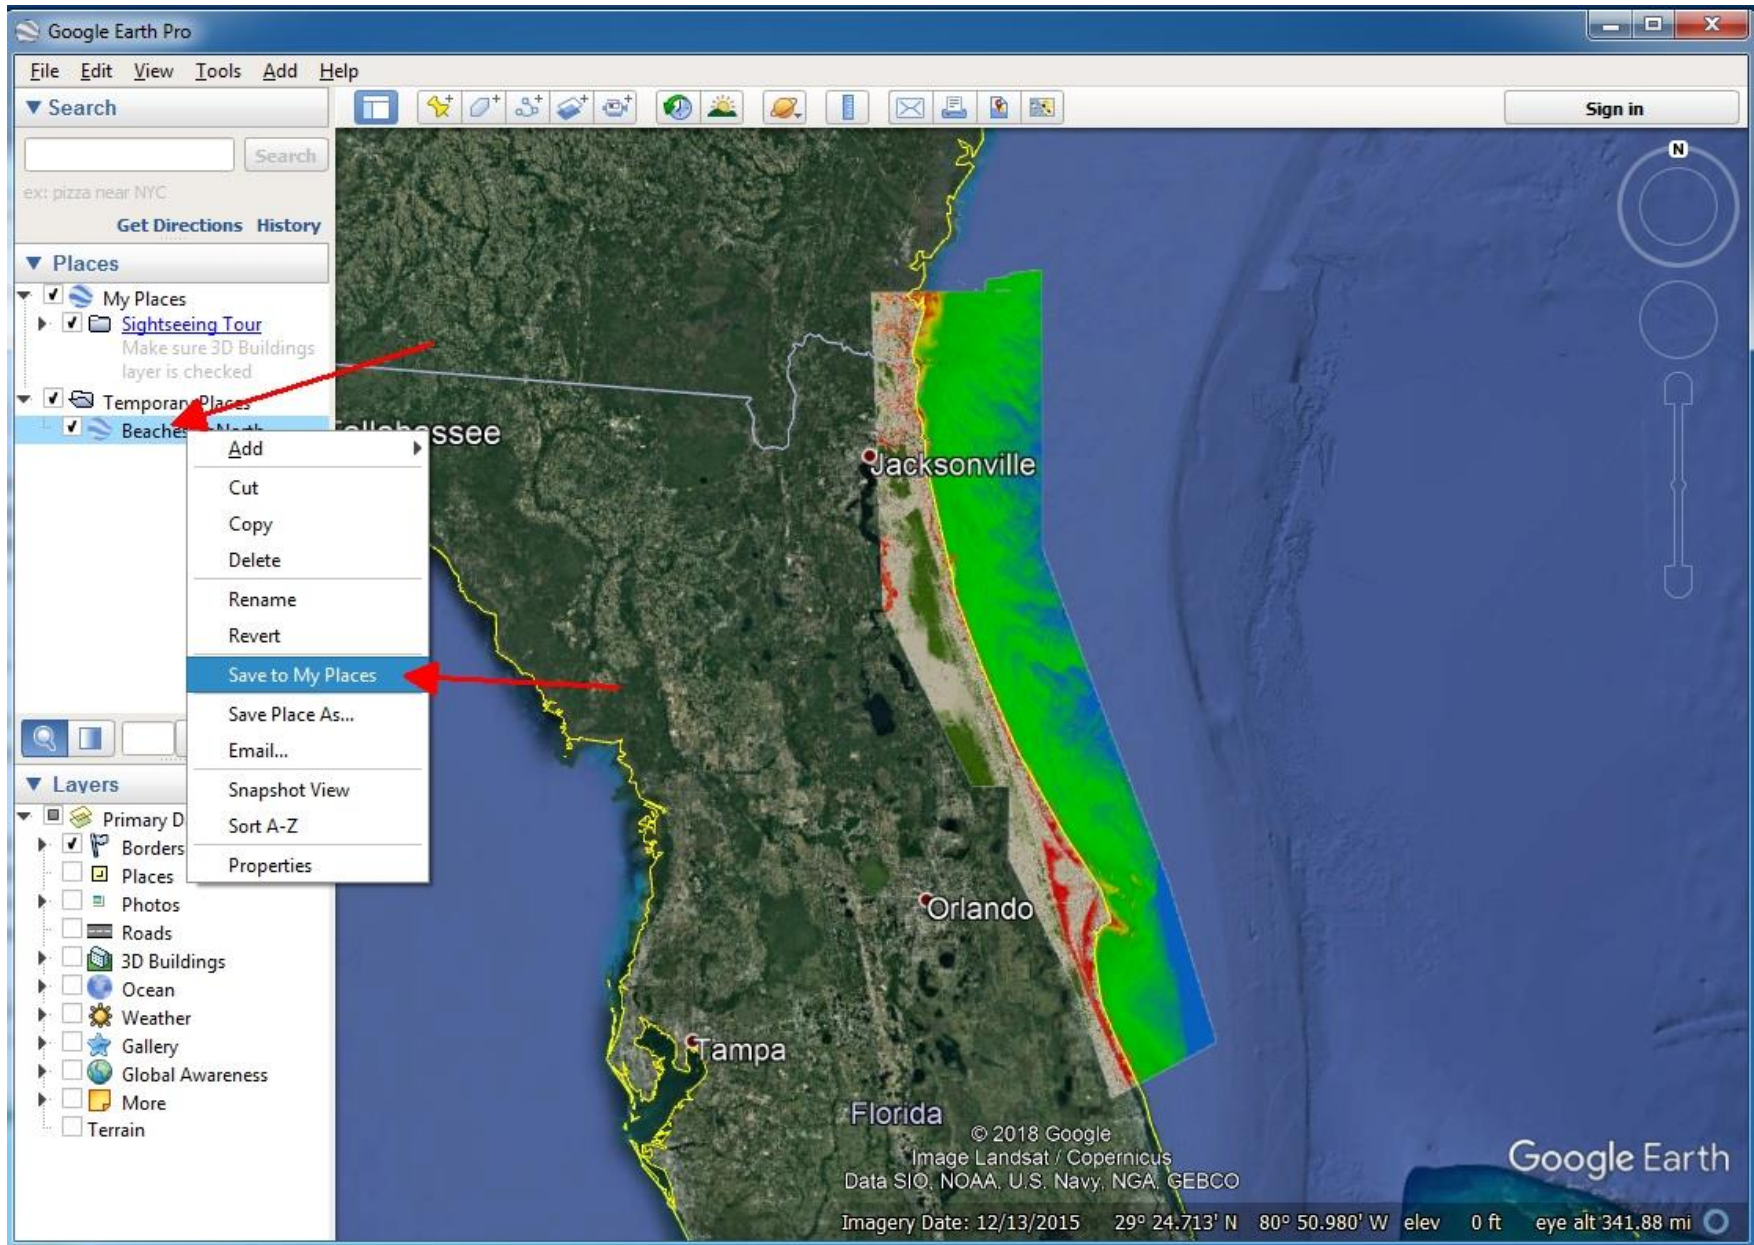 Google Earth Pro
File Edit View Tools Add Help
Search
Sign in
Search
ex: pizza near NYC
Get Directions History
Places
My Places
Sightseeing Tour
Make sure 3D Buildings
layer is checked
Temporary Places
Beaches North
Add
Cut
Copy
Delete
Rename
Revert
Save to My Places
Save Place As...
Email...
Snapshot View
Sort A-Z
Properties
Layers
Primary D
Borders
Places
Photos
Roads
3D Buildings
Ocean
Weather
Gallery
Global Awareness
More
Terrain
N
Tallahassee
Jacksonville
Orlando
Tampa
Florida
© 2018 Google
Image Landsat / Copernicus
Data SIO, NOAA, U.S. Navy, NGA, GEBCO
Google Earth
Imagery Date: 12/13/2015 29° 24.713' N 80° 50.980' W elev 0 ft eye alt 341.88 mi